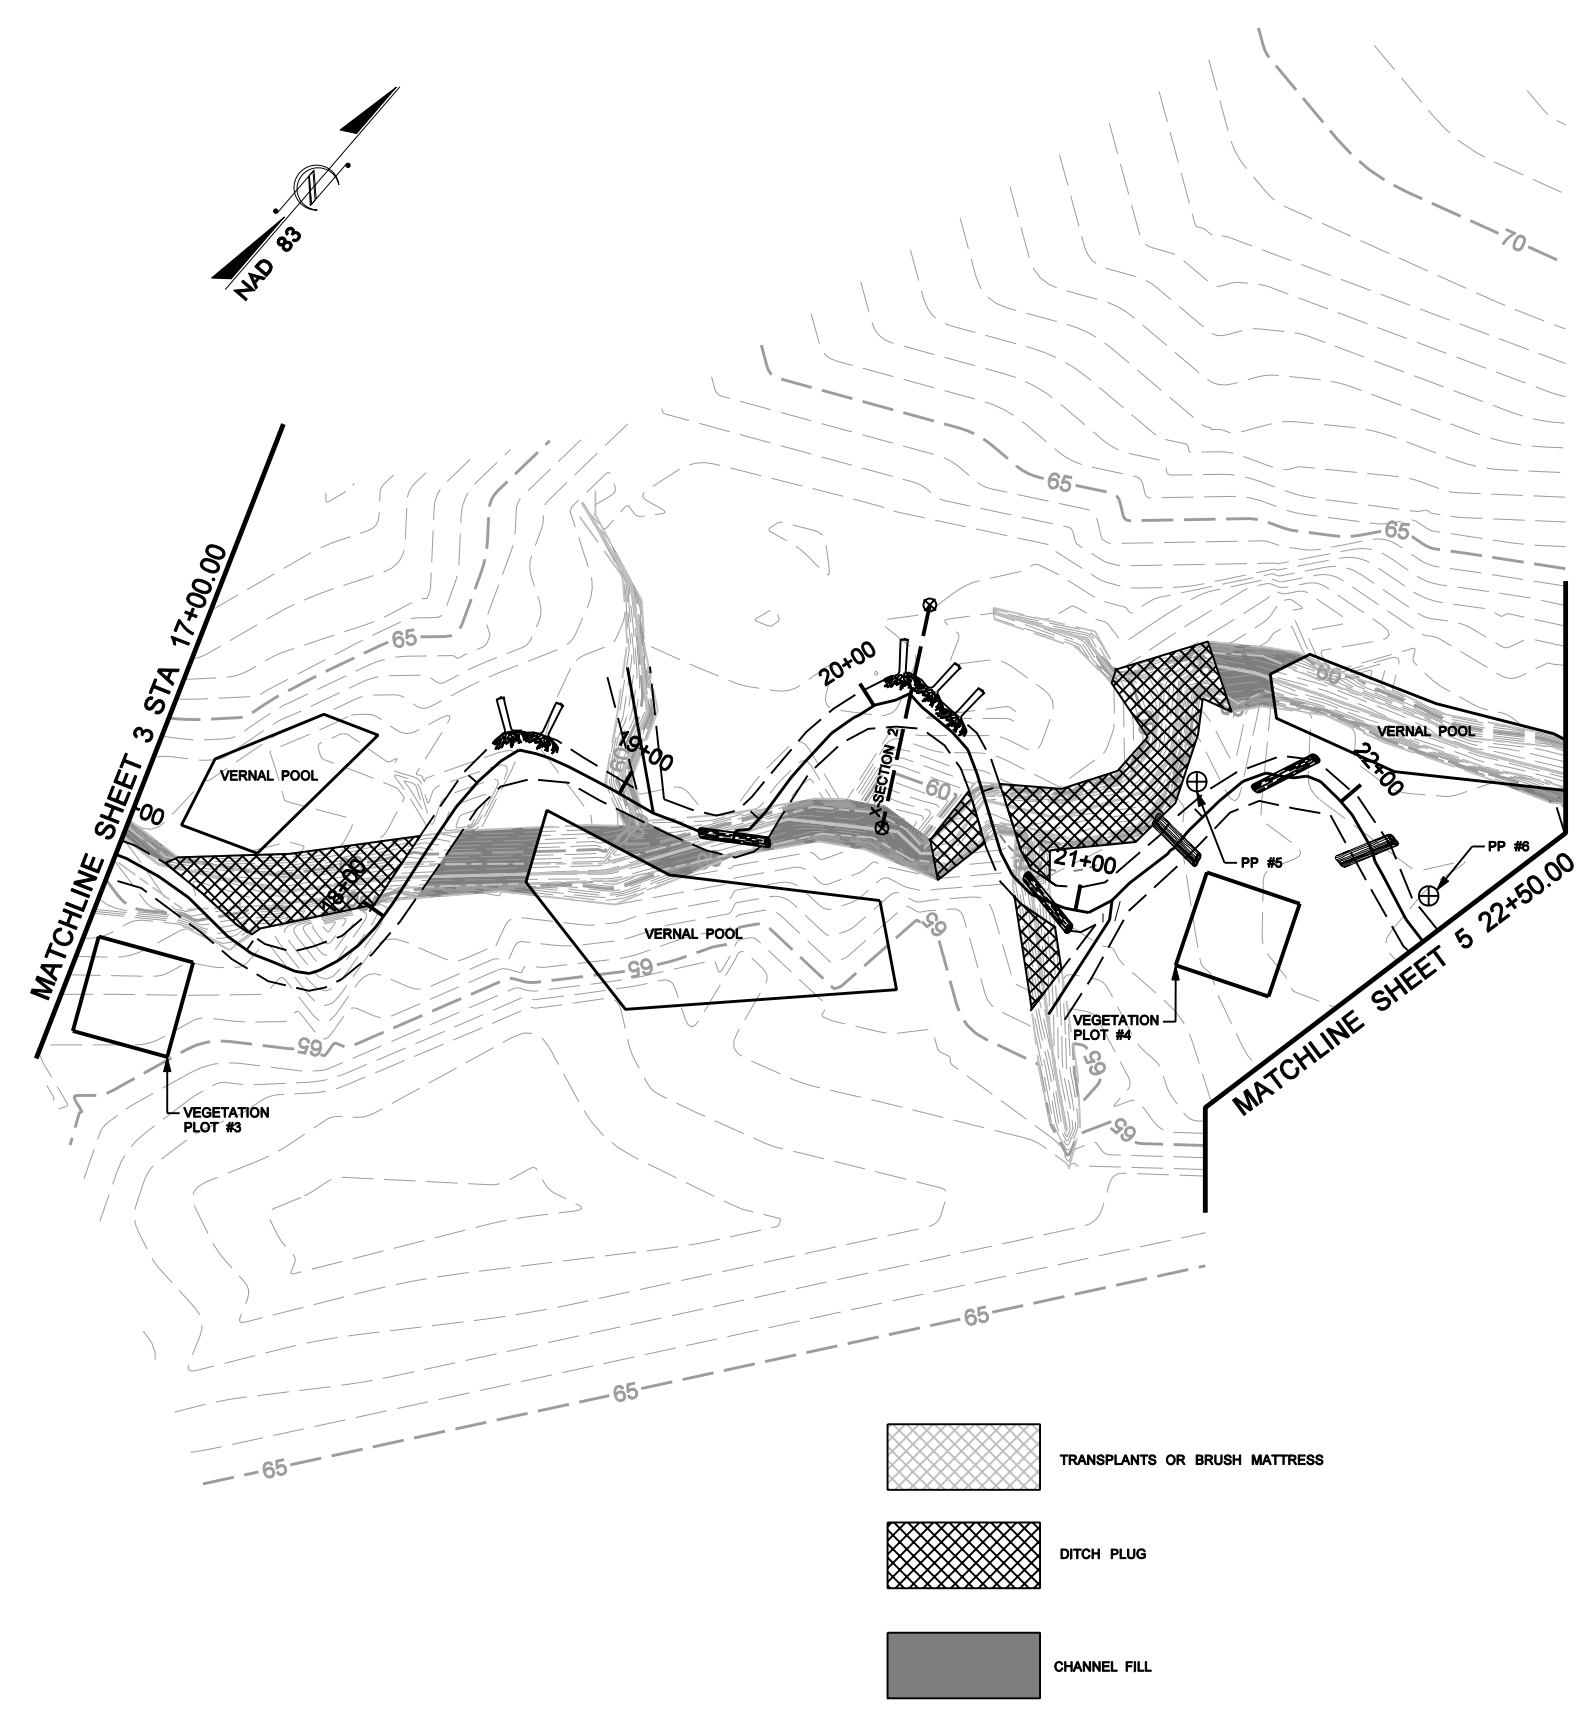 NAD 83
70
65
65
65
MATCHLINE SHEET 3 STA 17+00.00
VERNAL POOL
18+00
19+00
60
20+00
X-SECTION 2
60
60
VERNAL POOL
22+00
21+00
PP #5
PP #6
MATCHLINE SHEET 5 22+50.00
VERNAL POOL
65
65
65
65
65
VEGETATION
PLOT #3
VEGETATION
PLOT #4
65
65
65
TRANSPLANTS OR BRUSH MATTRESS
DITCH PLUG
CHANNEL FILL